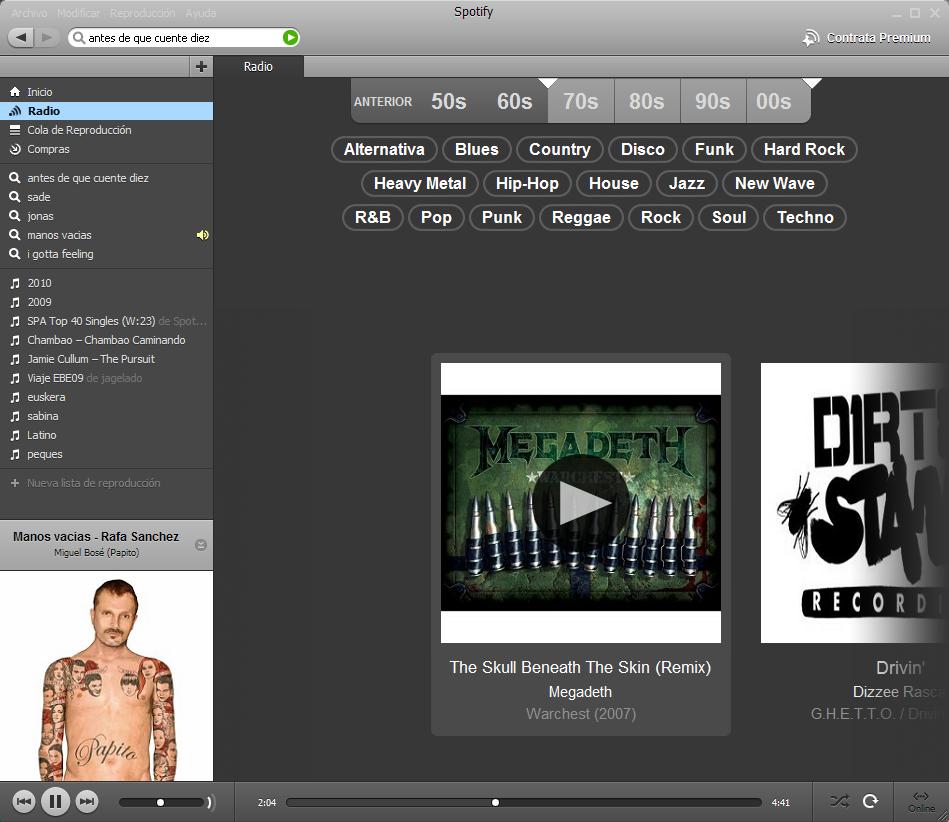 Archivo Modificar Reproducción Ayuda
Spotify
antes de que cuente diez
Contrata Premium
Radio
Inicio
Radio
Cola de Reproducción
Compras
antes de que cuente diez
sade
jonas
manos vacias
i gotta feeling
2010
2009
SPA Top 40 Singles (W:23) de Spot...
Chambao – Chambao Caminando
Jamie Cullum – The Pursuit
Viaje EBE09 de jagelado
euskera
sabina
Latino
peques
Nueva lista de reproducción
Manos vacias - Rafa Sanchez
Miguel Bosé (Papito)
Papito
ANTERIOR 50s 60s 70s 80s 90s 00s
Alternativa Blues Country Disco Funk Hard Rock
Heavy Metal Hip-Hop House Jazz New Wave
R&B Pop Punk Reggae Rock Soul Techno
MEGADETH
WARCHEST
The Skull Beneath The Skin (Remix)
Megadeth
Warchest (2007)
DIRT
STAN
RECORD
Drivin'
Dizzee Rasca
G.H.E.T.T.O. / Driv
2:04
4:41
Online